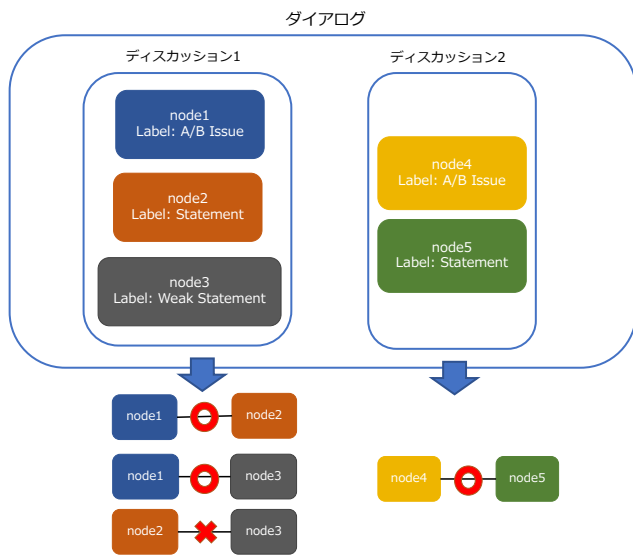 ダイアログ
ディスカッション1
node1
Label: A/B Issue
node2
Label: Statement
node3
Label: Weak Statement
ディスカッション2
node4
Label: A/B Issue
node5
Label: Statement
node1
node2
node1
node3
node2
node3
node4
node5